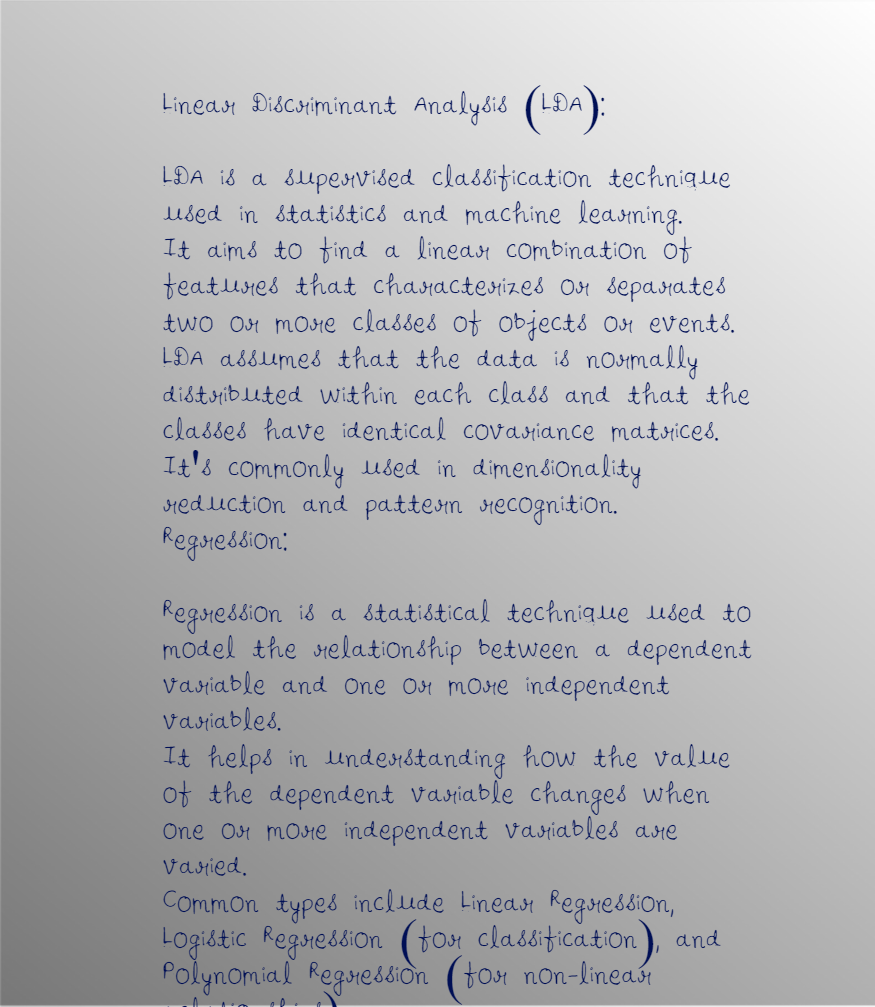 Linear Discriminant Analysis (LDA):
LDA is a supervised classification technique
used in statistics and machine learning.
It aims to find a linear combination of
features that characterizes or separates
two or more classes of objects or events.
LDA assumes that the data is normally
distributed within each class and that the
classes have identical covariance matrices.
It's commonly used in dimensionality
reduction and pattern recognition.
Regression:
Regression is a statistical technique used to
model the relationship between a dependent
variable and one or more independent
variables.
It helps in understanding how the value
of the dependent variable changes when
one or more independent variables are
varied.
Common types include Linear Regression,
Logistic Regression (for classification), and
Polynomial Regression (for non-linear